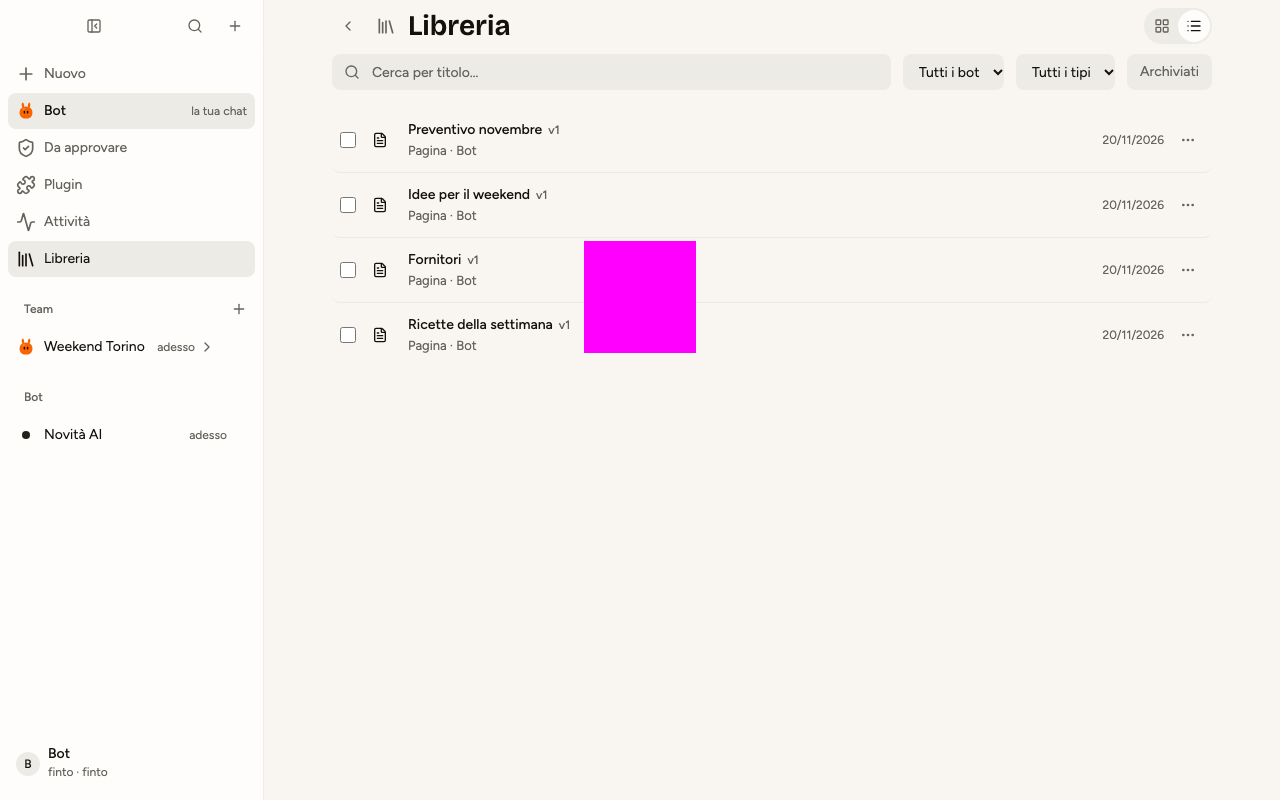 Libreria
Nuovo
Bot la tua chat
Da approvare
Plugin
Attività
Libreria
Team
Weekend Torino adesso
Bot
Novità AI adesso
B
Bot
finto · finto
Cerca per titolo...
Tutti i bot
Tutti i tipi
Archiviati
Preventivo novembre v1
Pagina · Bot
20/11/2026
Idee per il weekend v1
Pagina · Bot
20/11/2026
Fornitori v1
Pagina · Bot
20/11/2026
Ricette della settimana v1
Pagina · Bot
20/11/2026